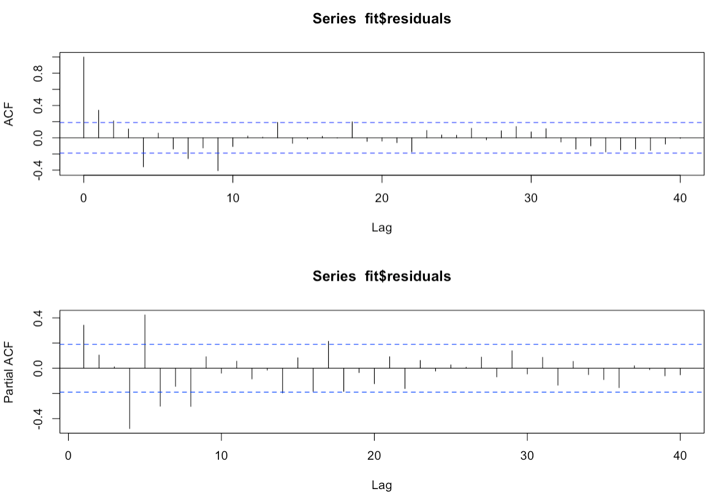 Series fit$residuals
ACF
-0.4 0.0 0.4 0.8
0 10 20 30 40
Lag
Series fit$residuals
Partial ACF
-0.4 0.0 0.4
0 10 20 30 40
Lag